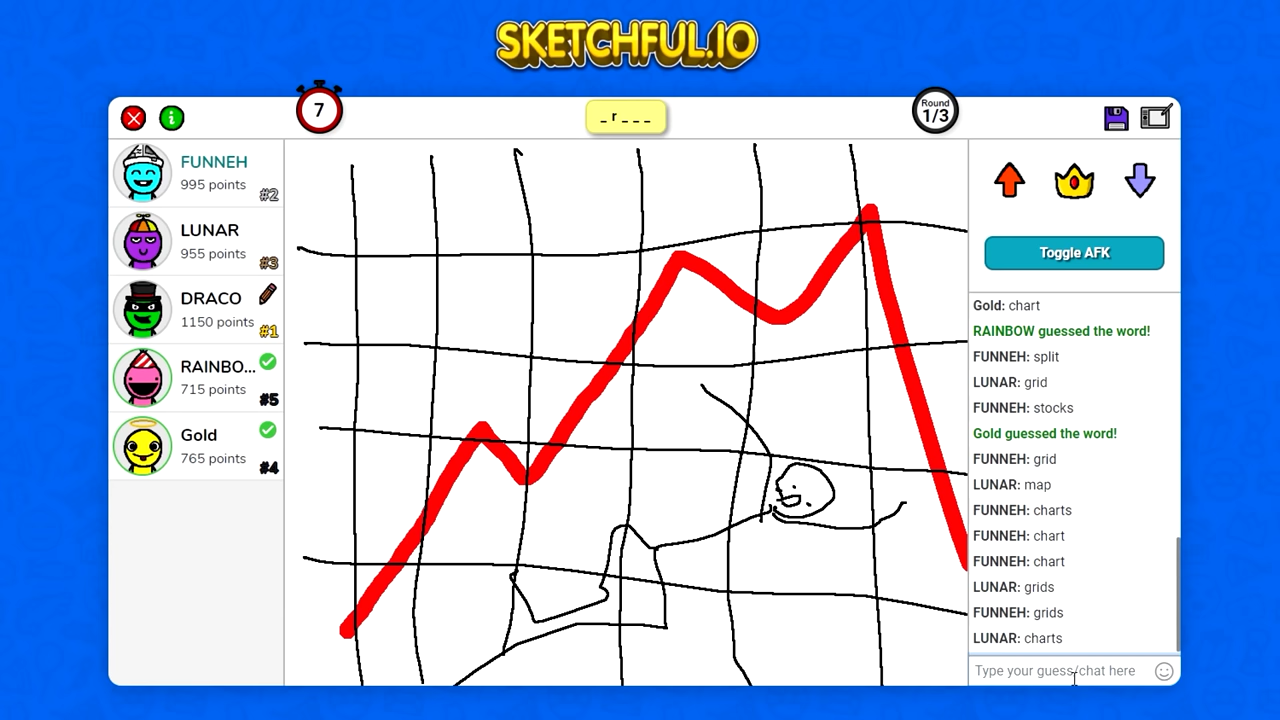 SKETCHFUL.IO
7
_ r _ _ _
Round
1/3
FUNNEH
995 points
#2
LUNAR
955 points
#3
DRACO
1150 points
#1
RAINBO...
715 points
#5
Gold
765 points
#4
Toggle AFK
Gold: chart
RAINBOW guessed the word!
FUNNEH: split
LUNAR: grid
FUNNEH: stocks
Gold guessed the word!
FUNNEH: grid
LUNAR: map
FUNNEH: charts
FUNNEH: chart
FUNNEH: chart
LUNAR: grids
FUNNEH: grids
LUNAR: charts
Type your guess/chat here